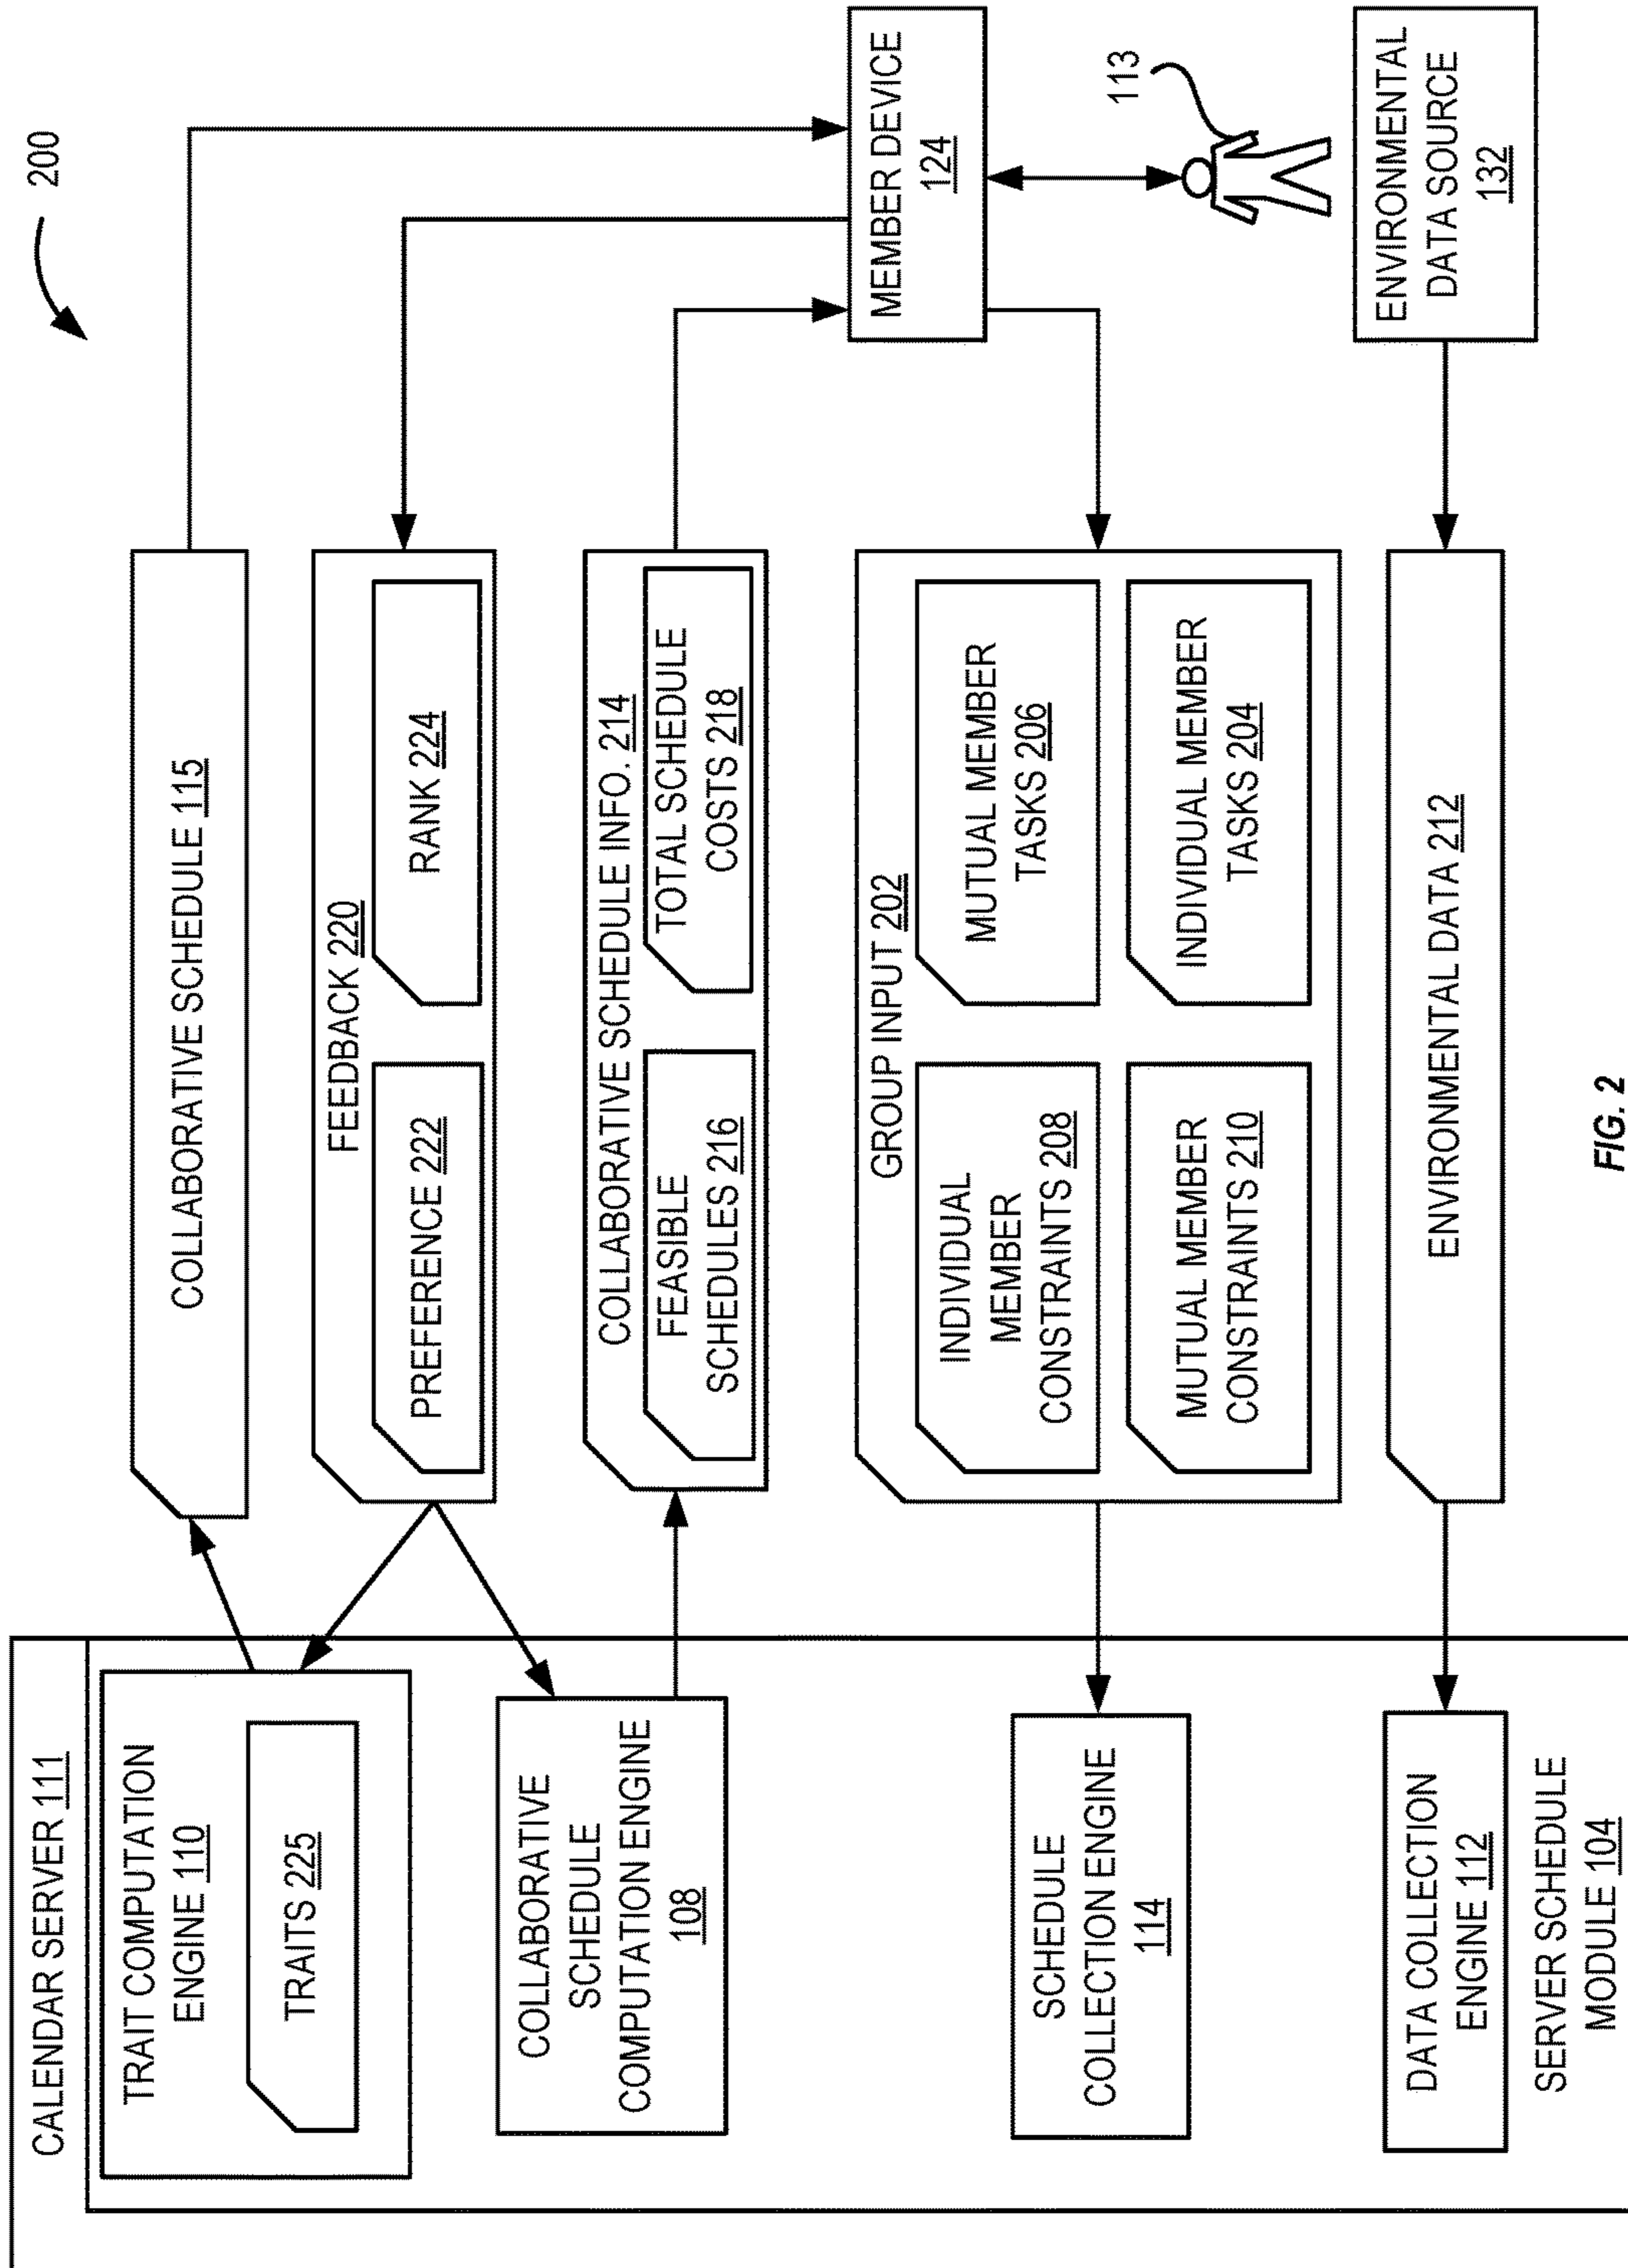 200
CALENDAR SERVER 111
TRAIT COMPUTATION
ENGINE 110
TRAITS 225
COLLABORATIVE
SCHEDULE
COMPUTATION ENGINE
108
SCHEDULE
COLLECTION ENGINE
114
DATA COLLECTION
ENGINE 112
SERVER SCHEDULE
MODULE 104
COLLABORATIVE SCHEDULE 115
FEEDBACK 220
PREFERENCE 222
RANK 224
COLLABORATIVE SCHEDULE INFO. 214
FEASIBLE
SCHEDULES 216
TOTAL SCHEDULE
COSTS 218
GROUP INPUT 202
INDIVIDUAL
MEMBER
CONSTRAINTS 208
MUTUAL MEMBER
TASKS 206
MUTUAL MEMBER
CONSTRAINTS 210
INDIVIDUAL MEMBER
TASKS 204
ENVIRONMENTAL DATA 212
MEMBER DEVICE
124
113
ENVIRONMENTAL
DATA SOURCE
132
FIG. 2